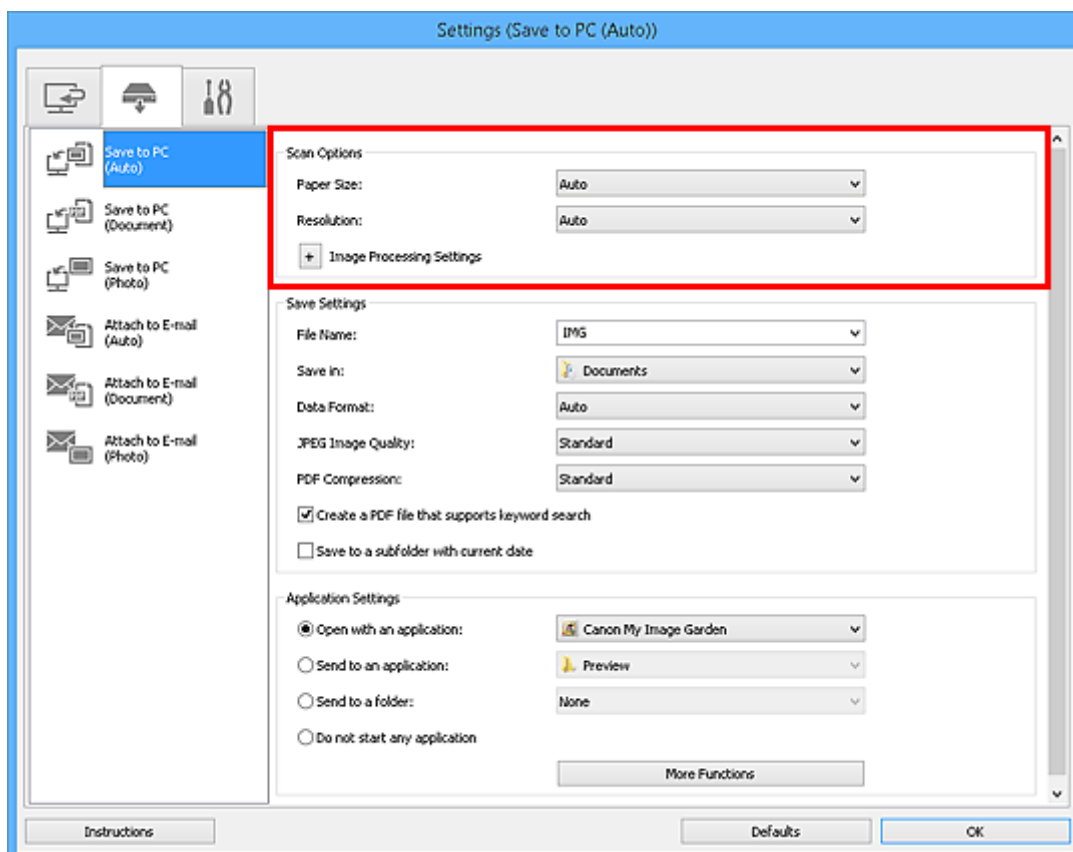 Settings (Save to PC (Auto))
Save to PC
(Auto)
Save to PC
(Document)
Save to PC
(Photo)
Attach to E-mail
(Auto)
Attach to E-mail
(Document)
Attach to E-mail
(Photo)
Scan Options
Paper Size: Auto
Resolution: Auto
+ Image Processing Settings
Save Settings
File Name: IMG
Save in: Documents
Data Format: Auto
JPEG Image Quality: Standard
PDF Compression: Standard
Create a PDF file that supports keyword search
Save to a subfolder with current date
Application Settings
Open with an application: Canon My Image Garden
Send to an application: Preview
Send to a folder: None
Do not start any application
More Functions
Instructions Defaults OK